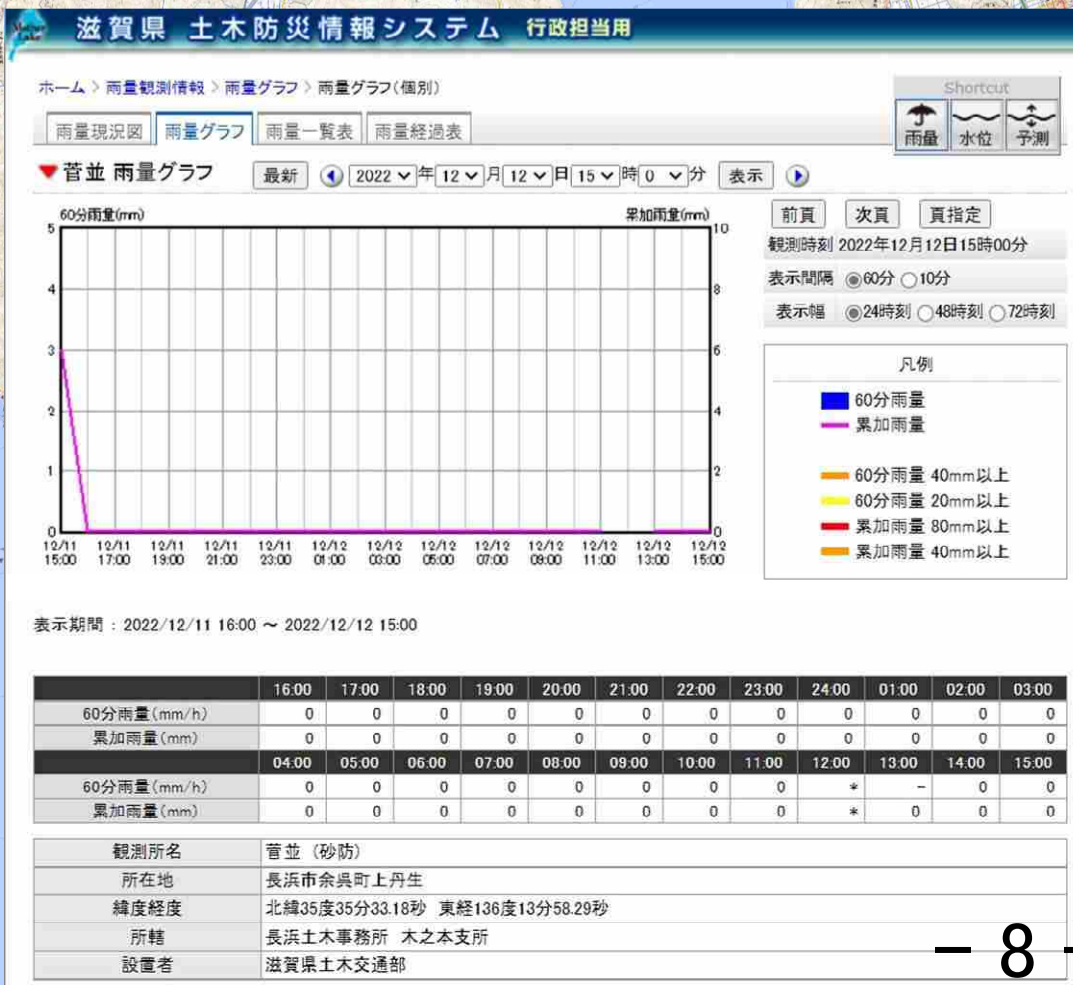 滋賀県 土木防災情報システム 行政担当用
ホーム > 雨量観測情報 > 雨量グラフ > 雨量グラフ(個別)
Shortcut
雨量現況図 雨量グラフ 雨量一覧表 雨量経過表
雨量 水位 予測
▼菅並 雨量グラフ 最新 2022 年 12 月 12 日 15 時 0 分 表示
60分雨量(mm) 累加雨量(mm)
前頁 次頁 頁指定
観測時刻 2022年12月12日15時00分
表示間隔 ◉60分 ○10分
表示幅 ◉24時刻 ○48時刻 ○72時刻
5 10
4 8
3 6
2 4
1 2
0 0
12/11 12/11 12/11 12/11 12/11 12/12 12/12 12/12 12/12 12/12 12/12 12/12 12/12
15:00 17:00 19:00 21:00 23:00 01:00 03:00 05:00 07:00 09:00 11:00 13:00 15:00
凡例
60分雨量
累加雨量
60分雨量 40mm以上
60分雨量 20mm以上
累加雨量 80mm以上
累加雨量 40mm以上
表示期間 : 2022/12/11 16:00 ~ 2022/12/12 15:00
16:00 17:00 18:00 19:00 20:00 21:00 22:00 23:00 24:00 01:00 02:00 03:00
60分雨量(mm/h) 0 0 0 0 0 0 0 0 0 0 0 0
累加雨量(mm) 0 0 0 0 0 0 0 0 0 0 0 0
04:00 05:00 06:00 07:00 08:00 09:00 10:00 11:00 12:00 13:00 14:00 15:00
60分雨量(mm/h) 0 0 0 0 0 0 0 0 * - 0 0
累加雨量(mm) 0 0 0 0 0 0 0 0 * 0 0 0
観測所名 菅並 (砂防)
所在地 長浜市余呉町上丹生
緯度経度 北緯35度35分33.18秒 東経136度13分58.29秒
所轄 長浜土木事務所 木之本支所
設置者 滋賀県土木交通部
- 8 -